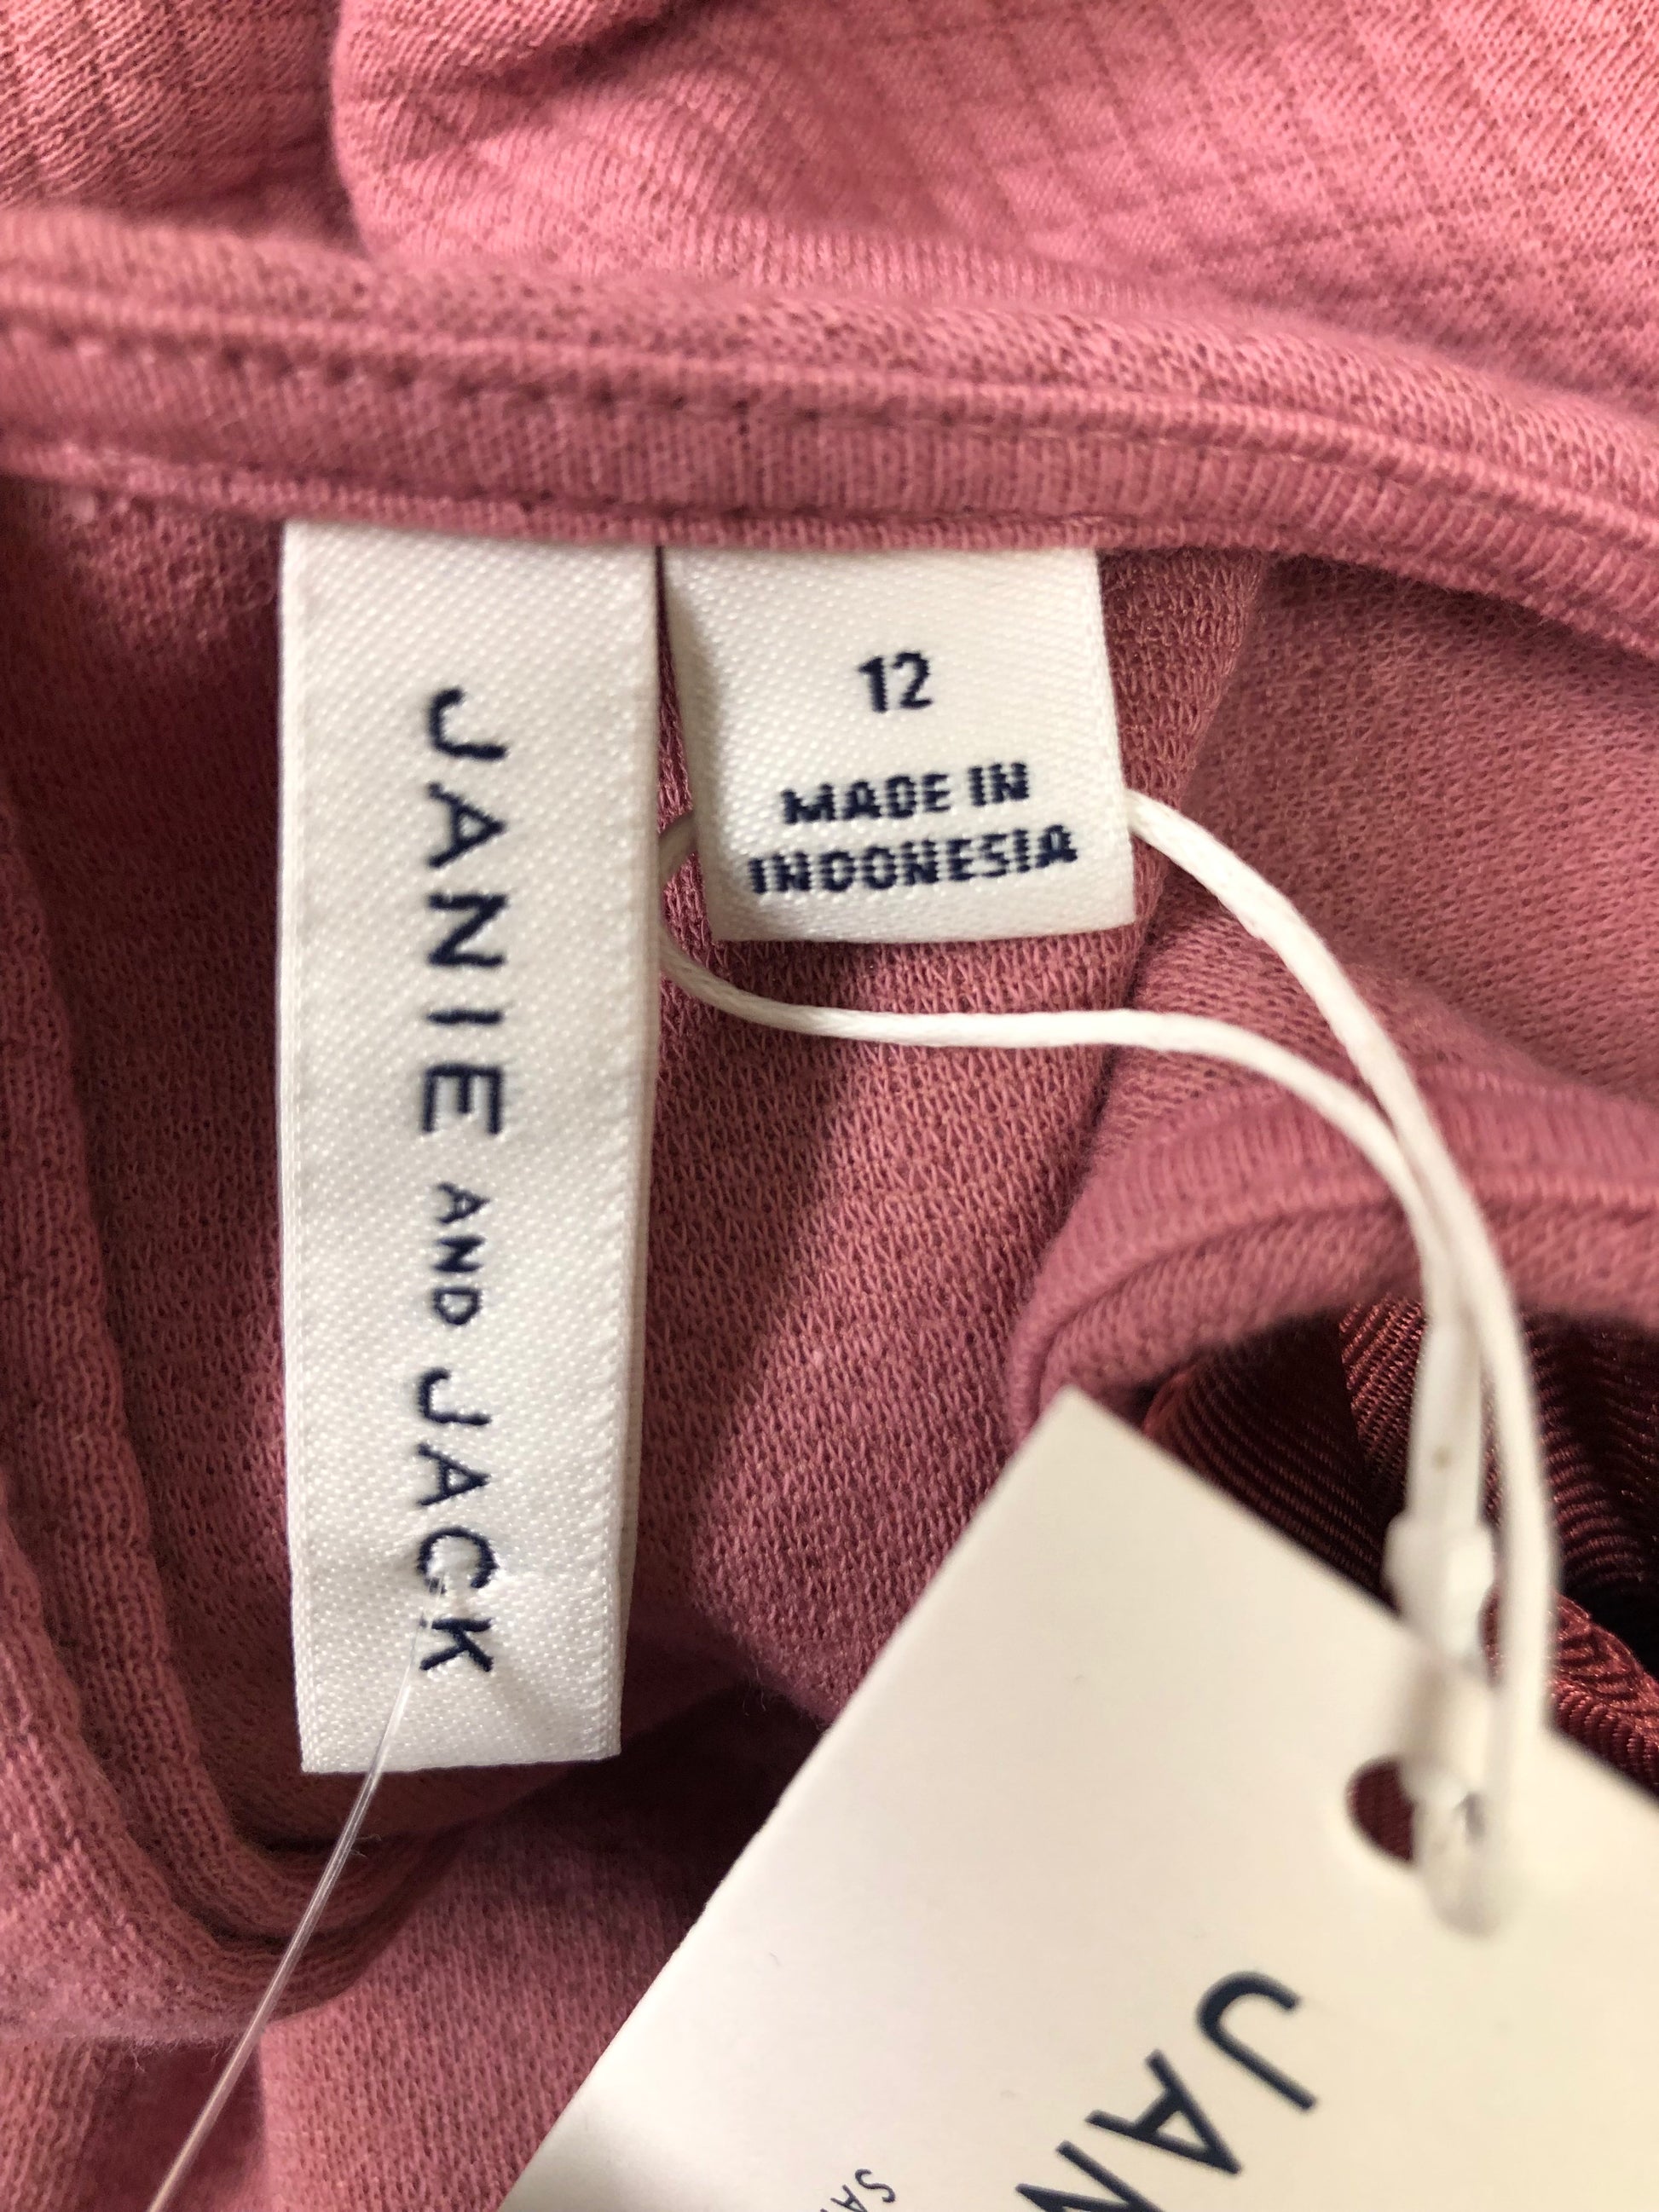 JANIE AND JACK
12
MADE IN
INDONESIA